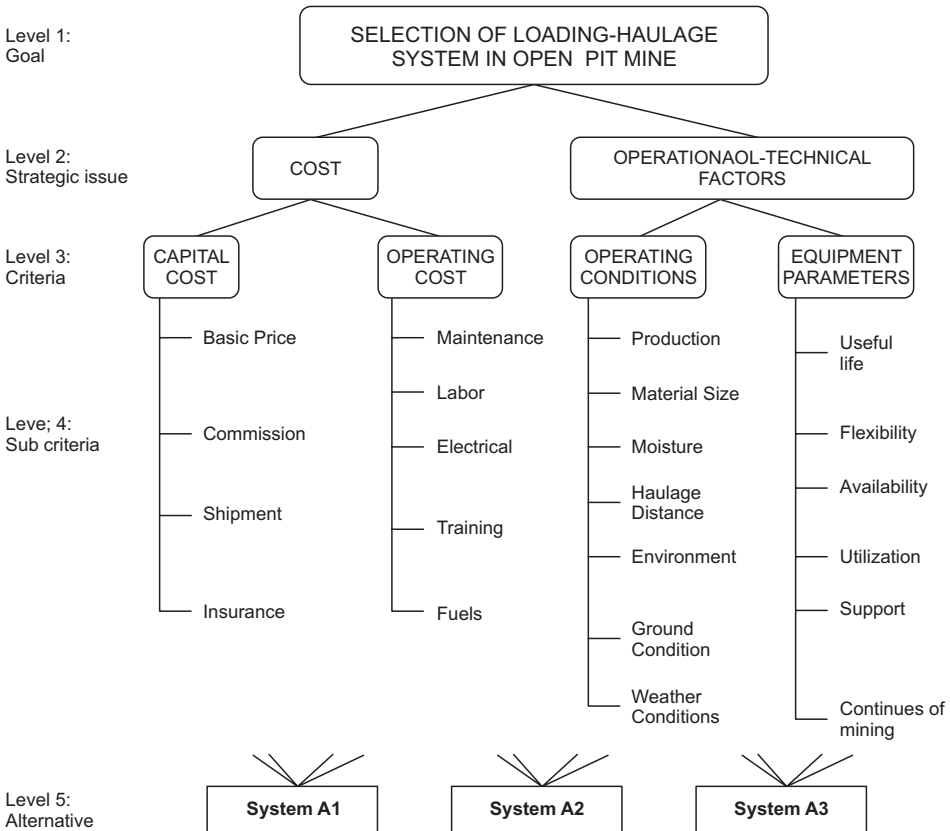 Level 1:
Goal
SELECTION OF LOADING-HAULAGE
SYSTEM IN OPEN PIT MINE
Level 2:
Strategic issue
COST
OPERATIONAOL-TECHNICAL
FACTORS
Level 3:
Criteria
CAPITAL
COST
OPERATING
COST
OPERATING
CONDITIONS
EQUIPMENT
PARAMETERS
Leve; 4:
Sub criteria
Basic Price
Commission
Shipment
Insurance
Maintenance
Labor
Electrical
Training
Fuels
Production
Material Size
Moisture
Haulage
Distance
Environment
Ground
Condition
Weather
Conditions
Useful
life
Flexibility
Availability
Utilization
Support
Continues of
mining
Level 5:
Alternative
System A1
System A2
System A3